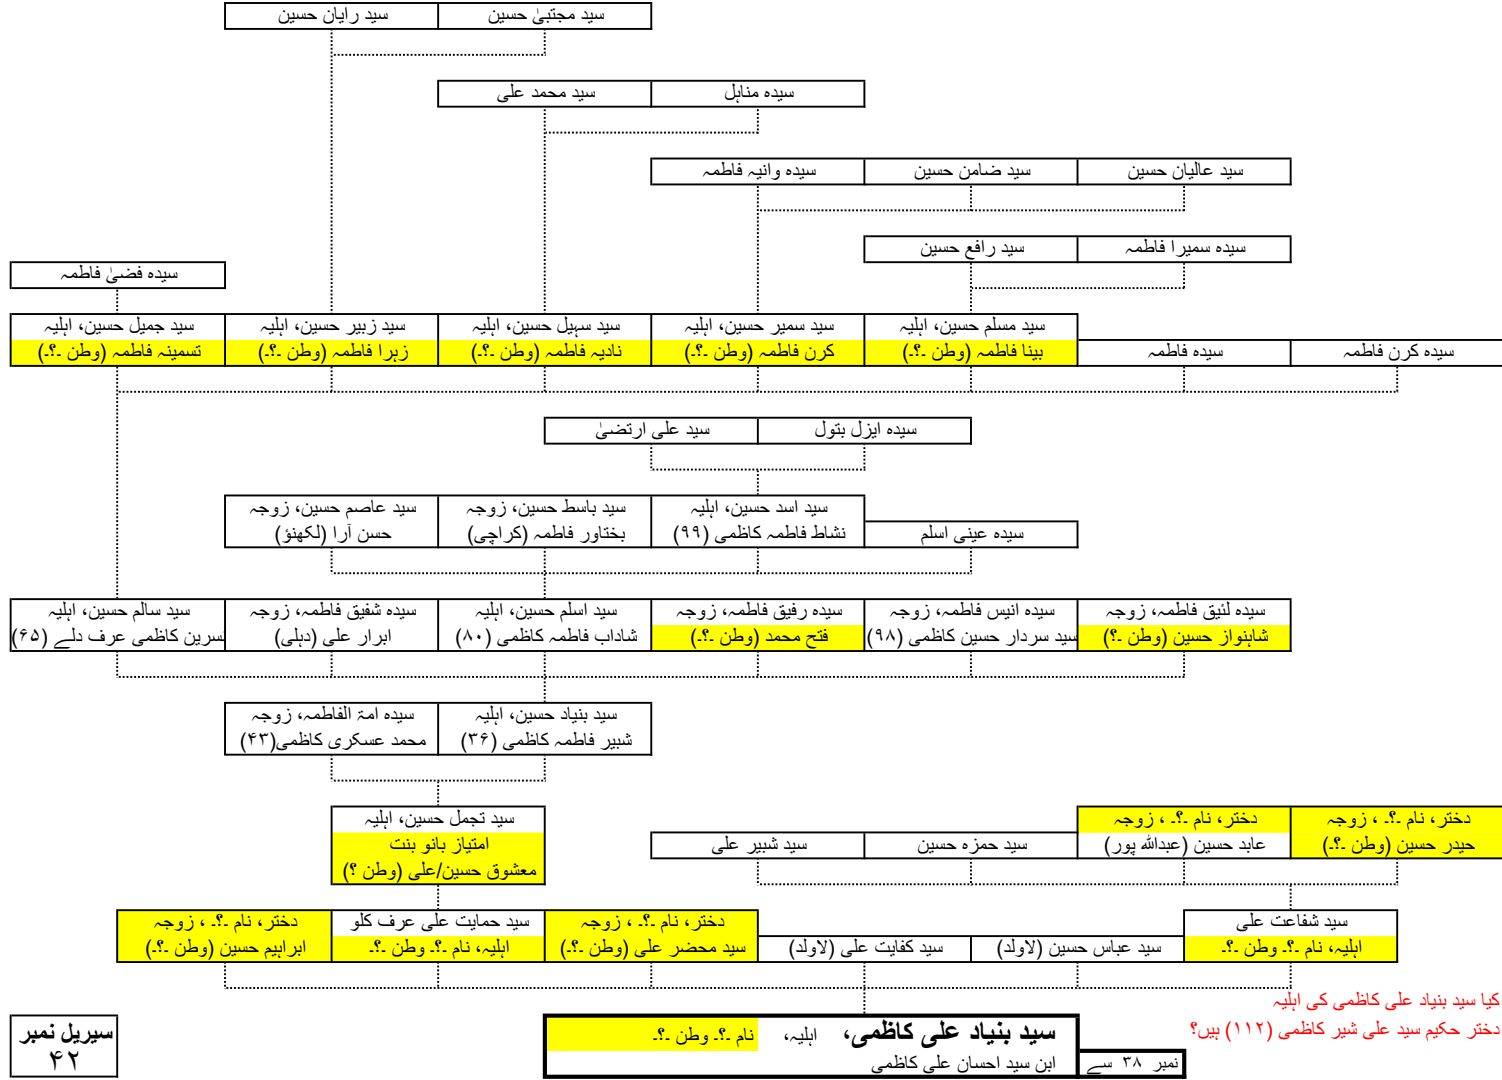 سید مجتبیٰ حسین
سید رایان حسین
سیدہ مناہل
سید محمد علی
سید عالیان حسین
سید ضامن حسین
سیدہ وانیہ فاطمہ
سیدہ سمیرا فاطمہ
سید رافع حسین
سیدہ فضیٰ فاطمہ
سیدہ کرن فاطمہ
سیدہ فاطمہ
سید مسلم حسین، اہلیہ
بینا فاطمہ (وطن ۔؟۔)
سید سمیر حسین، اہلیہ
کرن فاطمہ (وطن ۔؟۔)
سید سہیل حسین، اہلیہ
نادیہ فاطمہ (وطن ۔؟۔)
سید زبیر حسین، اہلیہ
زہرا فاطمہ (وطن ۔؟۔)
سید جمیل حسین، اہلیہ
تسمینہ فاطمہ (وطن ۔؟۔)
سیدہ ایزل بتول
سید علی ارتضیٰ
سیدہ عینی اسلم
سید اسد حسین، اہلیہ
نشاط فاطمہ کاظمی (۹۹)
سید باسط حسین، زوجہ
بختاور فاطمہ (کراچی)
سید عاصم حسین، زوجہ
حسن آرا (لکھنؤ)
سیدہ لئیق فاطمہ، زوجہ
شاہنواز حسین (وطن ۔؟)
سیدہ انیس فاطمہ، زوجہ
سید سردار حسین کاظمی (۹۸)
سیدہ رفیق فاطمہ، زوجہ
فتح محمد (وطن ۔؟۔)
سید اسلم حسین، اہلیہ
شاداب فاطمہ کاظمی (۸۰)
سیدہ شفیق فاطمہ، زوجہ
ابرار علی (دہلی)
سید سالم حسین، اہلیہ
نسرین کاظمی عرف دلے (۶۵)
سید بنیاد حسین، اہلیہ
شبیر فاطمہ کاظمی (۳۶)
سیدہ امۃ الفاطمہ، زوجہ
محمد عسکری کاظمی(۴۳)
دختر، نام ۔؟۔ ، زوجہ
حیدر حسین (وطن ۔؟۔)
دختر، نام ۔؟۔ ، زوجہ
عابد حسین (عبداللہ پور)
سید حمزہ حسین
سید شبیر علی
سید تجمل حسین، اہلیہ
امتیاز بانو بنت
معشوق حسین/علی (وطن ؟)
سید شفاعت علی
اہلیہ، نام ۔؟۔ وطن ۔؟۔
سید عباس حسین (لاولد)
سید کفایت علی (لاولد)
دختر، نام ۔؟۔ ، زوجہ
سید محضر علی (وطن ۔؟۔)
سید حمایت علی عرف کلو
اہلیہ، نام ۔؟۔ وطن ۔؟۔
دختر، نام ۔؟۔ ، زوجہ
ابراہیم حسین (وطن ۔؟۔)
کیا سید بنیاد علی کاظمی کی اہلیہ
دختر حکیم سید علی شیر کاظمی (۱۱۲) ہیں؟
نمبر ۳۸ سے
سید بنیاد علی کاظمی، اہلیہ، نام ۔؟۔ وطن ۔؟۔
ابن سید احسان علی کاظمی
سیریل نمبر
۴۲